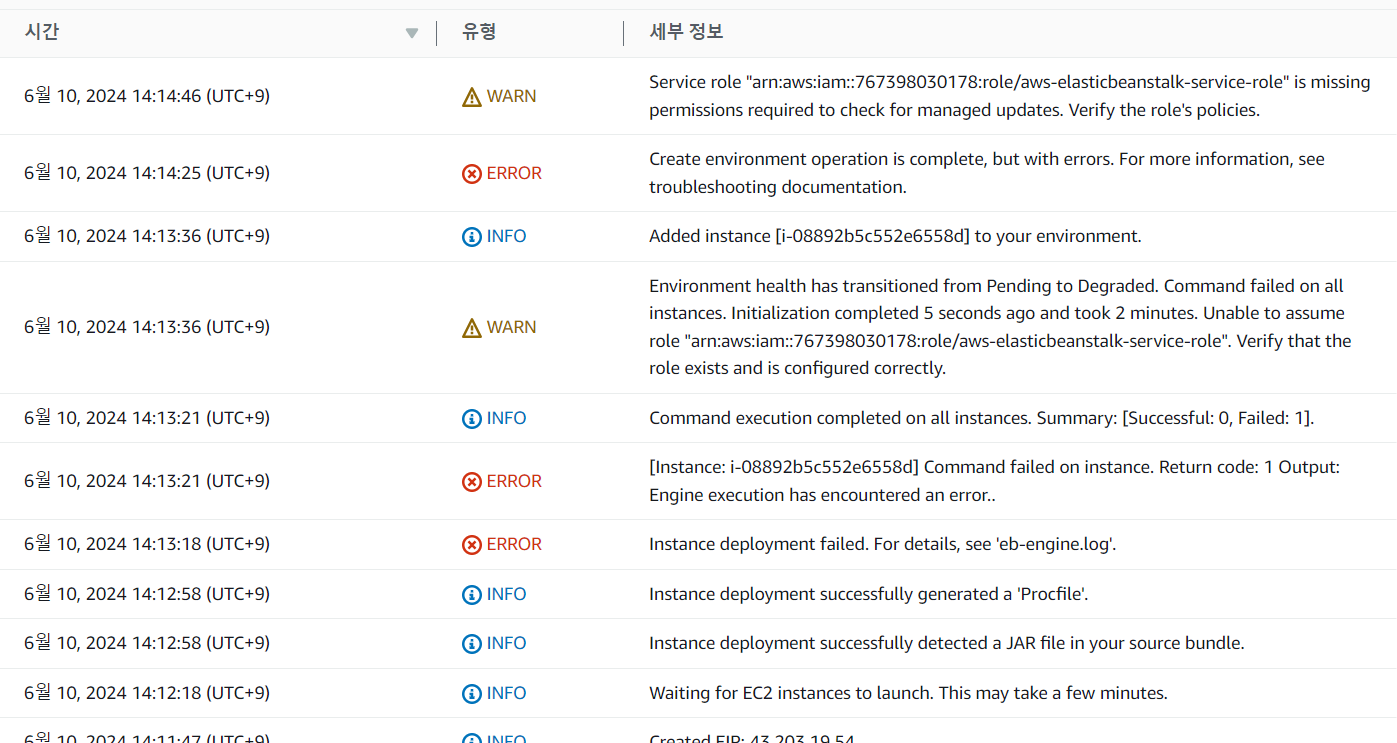 시간
유형
세부 정보
6월 10, 2024 14:14:46 (UTC+9)
WARN
Service role "arn:aws:iam::767398030178:role/aws-elasticbeanstalk-service-role" is missing
permissions required to check for managed updates. Verify the role's policies.
6월 10, 2024 14:14:25 (UTC+9)
ERROR
Create environment operation is complete, but with errors. For more information, see
troubleshooting documentation.
6월 10, 2024 14:13:36 (UTC+9)
INFO
Added instance [i-08892b5c552e6558d] to your environment.
6월 10, 2024 14:13:36 (UTC+9)
WARN
Environment health has transitioned from Pending to Degraded. Command failed on all
instances. Initialization completed 5 seconds ago and took 2 minutes. Unable to assume
role "arn:aws:iam::767398030178:role/aws-elasticbeanstalk-service-role". Verify that the
role exists and is configured correctly.
6월 10, 2024 14:13:21 (UTC+9)
INFO
Command execution completed on all instances. Summary: [Successful: 0, Failed: 1].
6월 10, 2024 14:13:21 (UTC+9)
ERROR
[Instance: i-08892b5c552e6558d] Command failed on instance. Return code: 1 Output:
Engine execution has encountered an error..
6월 10, 2024 14:13:18 (UTC+9)
ERROR
Instance deployment failed. For details, see 'eb-engine.log'.
6월 10, 2024 14:12:58 (UTC+9)
INFO
Instance deployment successfully generated a 'Procfile'.
6월 10, 2024 14:12:58 (UTC+9)
INFO
Instance deployment successfully detected a JAR file in your source bundle.
6월 10, 2024 14:12:18 (UTC+9)
INFO
Waiting for EC2 instances to launch. This may take a few minutes.
6월 10, 2024 14:11:47 (UTC+9)
INFO
Created EIP: 43.203.19.54